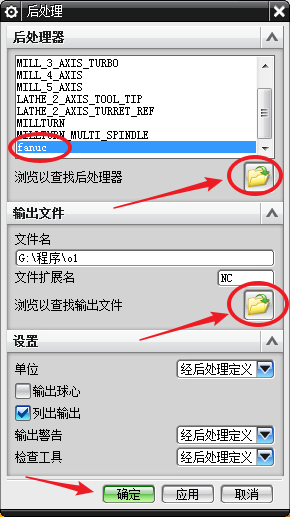 后处理
后处理器
MILL_3_AXIS_TURBO
MILL_4_AXIS
MILL_5_AXIS
LATHE_2_AXIS_TOOL_TIP
LATHE_2_AXIS_TURRET_REF
MILLTURN
MILLTURN_MULTI_SPINDLE
fanuc
浏览以查找后处理器
输出文件
文件名
G:\程序\o1
文件扩展名 NC
浏览以查找输出文件
设置
单位 经后处理定义
输出球心
列出输出
输出警告 经后处理定义
检查工具 经后处理定义
确定 应用 取消